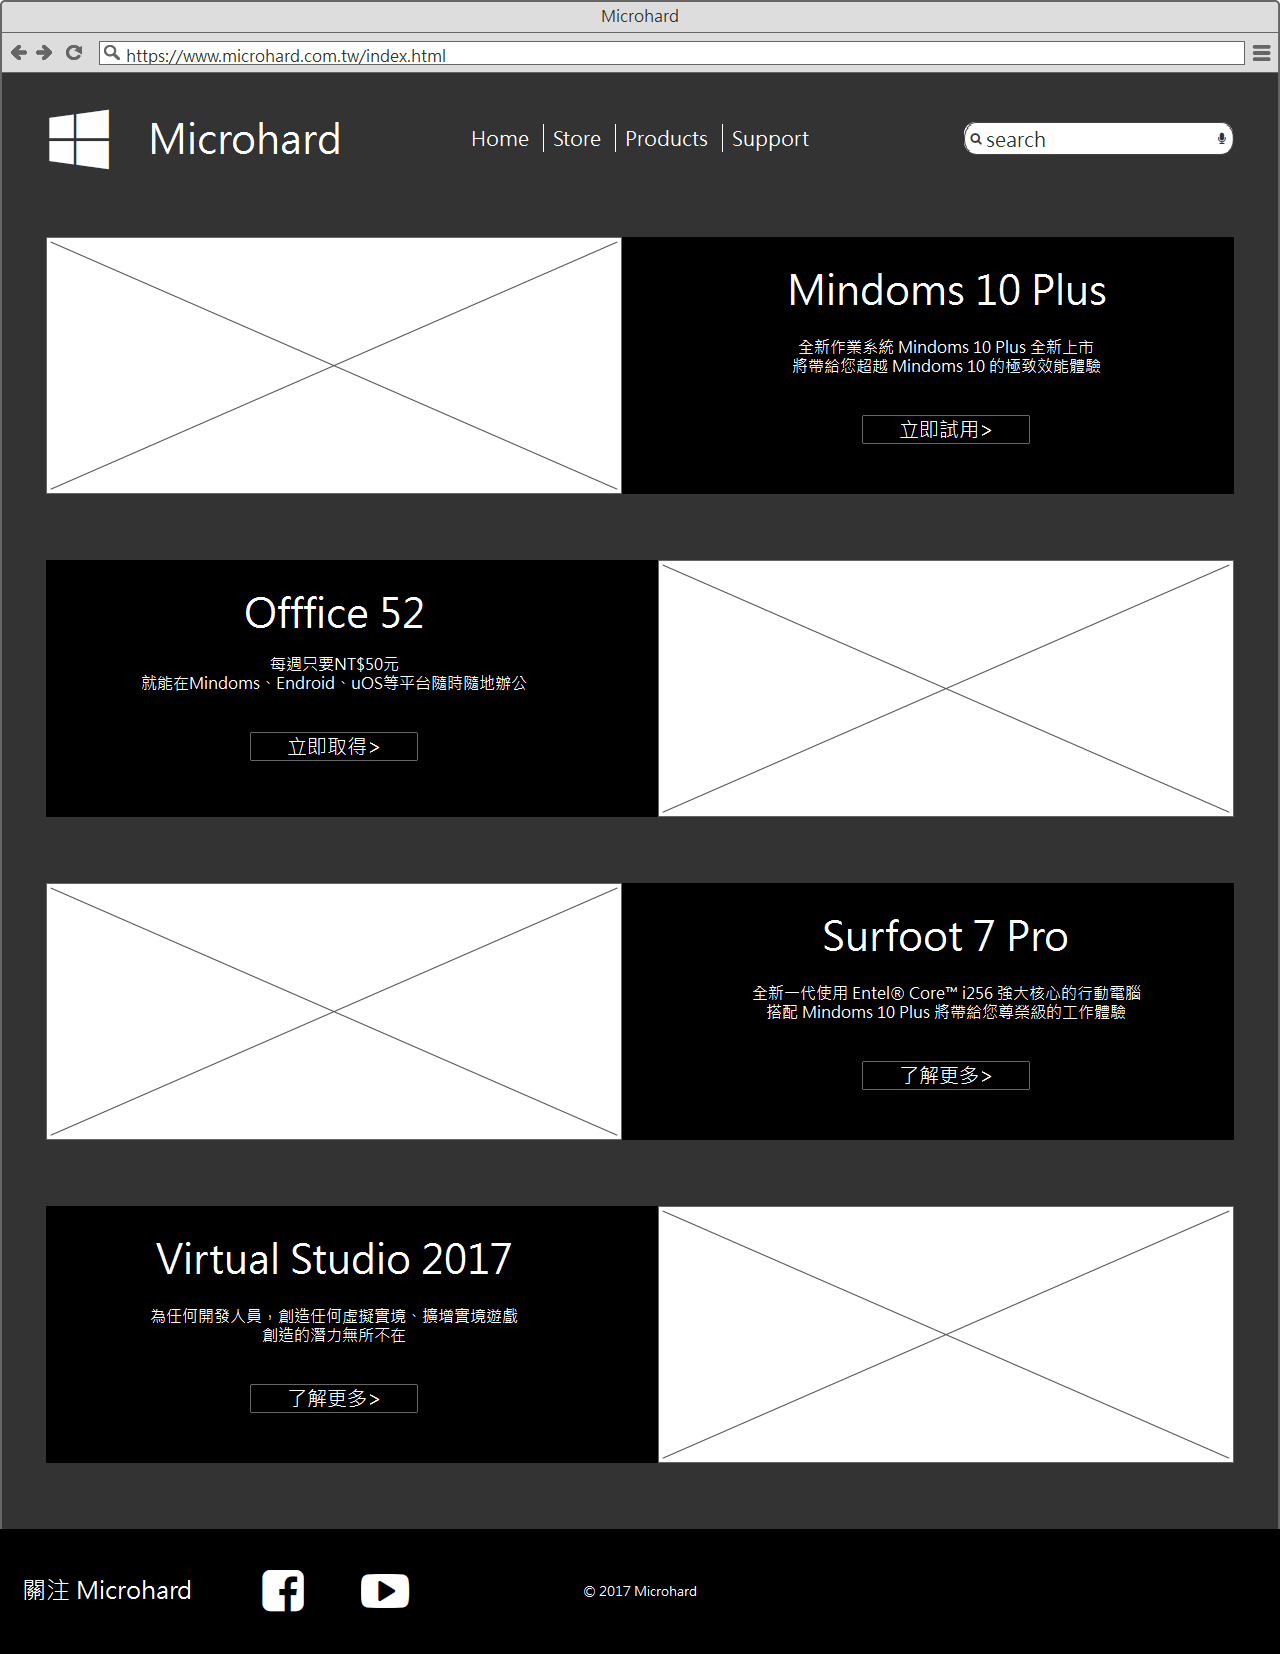 Microhard
https://www.microhard.com.tw/index.html
Microhard
Home
Store
Products
Support
search
Mindoms 10 Plus
全新作業系統 Mindoms 10 Plus 全新上市
將帶給您超越 Mindoms 10 的極致效能體驗
立即試用>
Offfice 52
每週只要NT$50元
就能在Mindoms、Endroid、uOS等平台隨時隨地辦公
立即取得>
Surfoot 7 Pro
全新一代使用 Entel® Core™ i256 強大核心的行動電腦
搭配 Mindoms 10 Plus 將帶給您尊榮級的工作體驗
了解更多>
Virtual Studio 2017
為任何開發人員，創造任何虛擬實境、擴增實境遊戲
創造的潛力無所不在
了解更多>
關注 Microhard
© 2017 Microhard